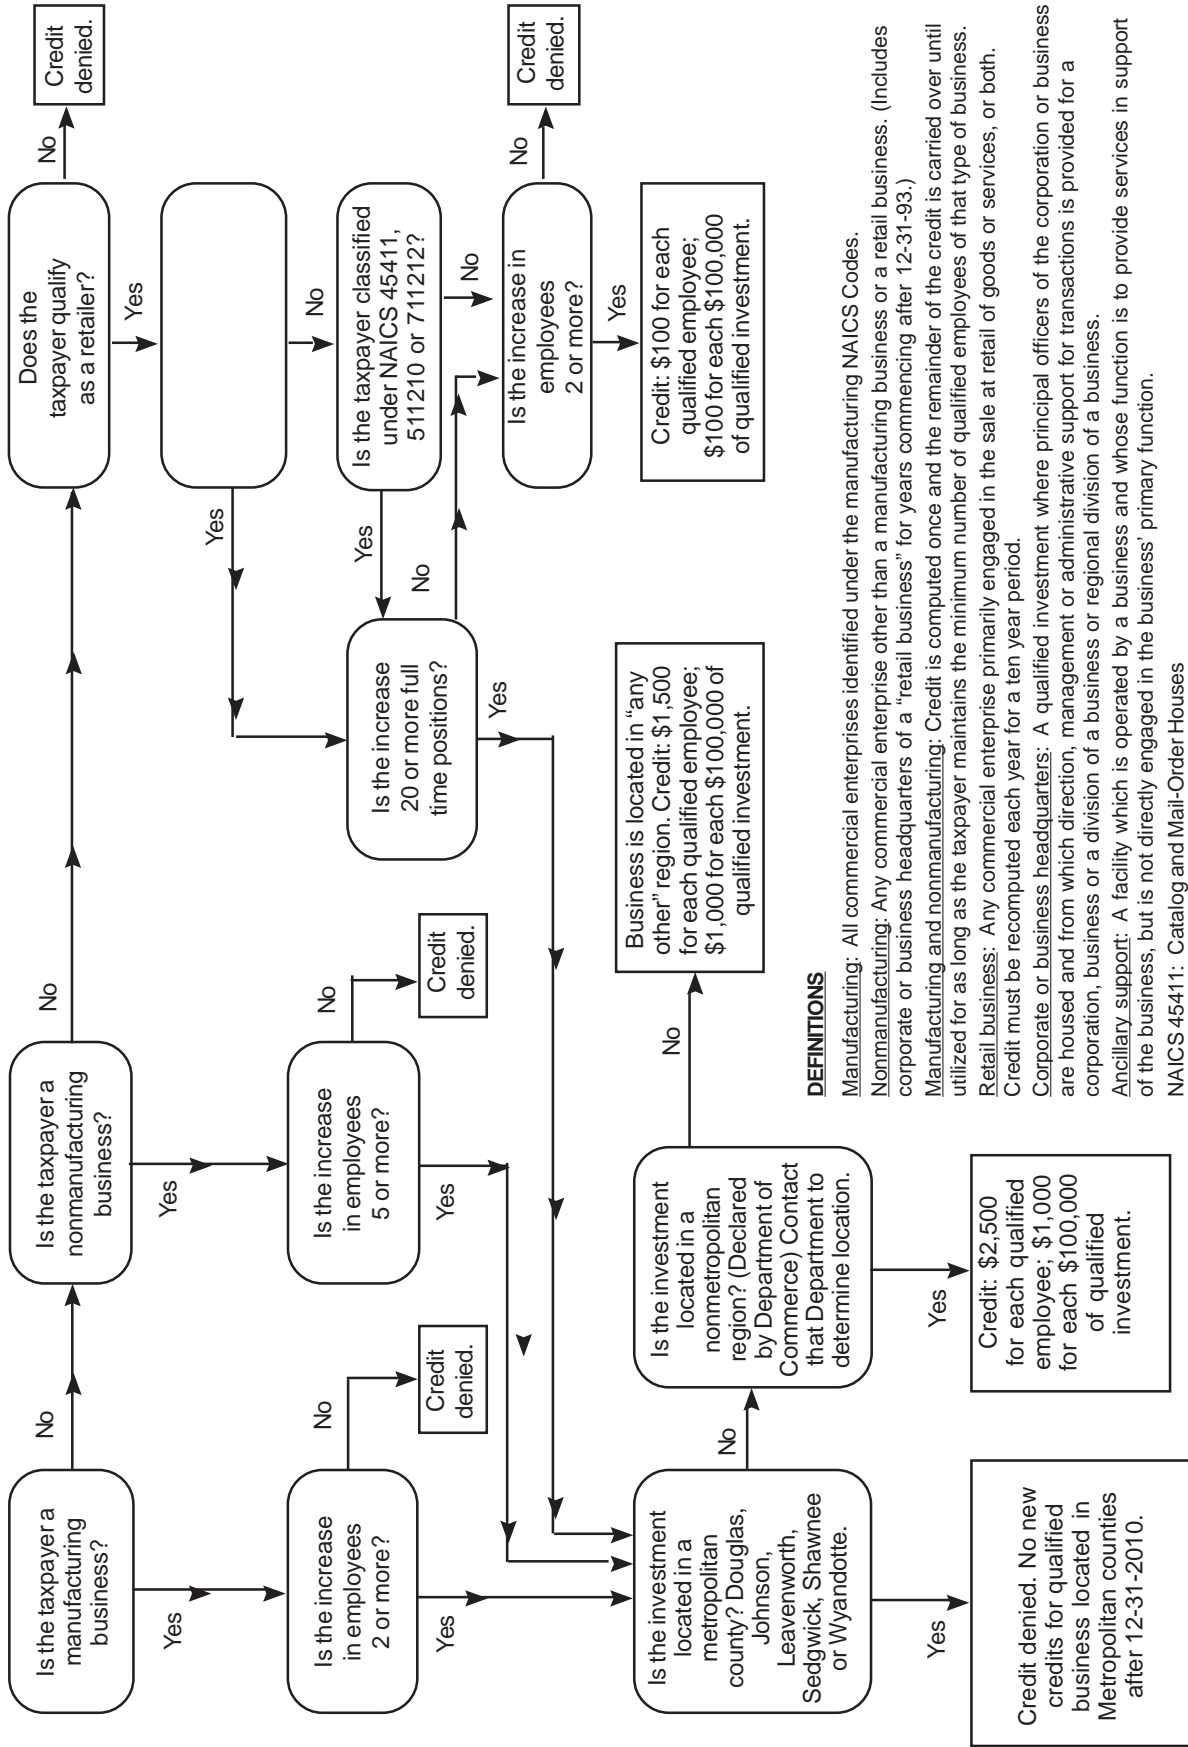 Is the taxpayer a
manufacturing
business?
No
Yes
Is the taxpayer a
nonmanufacturing
business?
No
Yes
Does the
taxpayer qualify
as a retailer?
No
Credit
denied.
Yes
Yes
No
Is the increase
in employees
2 or more?
No
Credit
denied.
Yes
Is the increase
in employees
5 or more?
No
Credit
denied.
Yes
Is the increase
20 or more full
time positions?
Yes
No
Yes
Is the taxpayer classified
under NAICS 45411,
511210 or 711212?
No
Is the increase in
employees
2 or more?
No
Credit
denied.
Yes
Credit: $100 for each
qualified employee;
$100 for each $100,000
of qualified investment.
Is the investment
located in a
metropolitan
county? Douglas,
Johnson,
Leavenworth,
Sedgwick, Shawnee
or Wyandotte.
No
Yes
Is the investment
located in a
nonmetropolitan
region? (Declared
by Department of
Commerce) Contact
that Department to
determine location.
No
Yes
Business is located in “any
other” region. Credit: $1,500
for each qualified employee;
$1,000 for each $100,000 of
qualified investment.
Credit denied. No new
credits for qualified
business located in
Metropolitan counties
after 12-31-2010.
Credit: $2,500
for each qualified
employee; $1,000
for each $100,000
of qualified
investment.
DEFINITIONS
Manufacturing: All commercial enterprises identified under the manufacturing NAICS Codes.
Nonmanufacturing: Any commercial enterprise other than a manufacturing business or a retail business. (Includes
corporate or business headquarters of a “retail business” for years commencing after 12-31-93.)
Manufacturing and nonmanufacturing: Credit is computed once and the remainder of the credit is carried over until
utilized for as long as the taxpayer maintains the minimum number of qualified employees of that type of business.
Retail business: Any commercial enterprise primarily engaged in the sale at retail of goods or services, or both.
Credit must be recomputed each year for a ten year period.
Corporate or business headquarters: A qualified investment where principal officers of the corporation or business
are housed and from which direction, management or administrative support for transactions is provided for a
corporation, business or a division of a business or regional division of a business.
Ancillary support: A facility which is operated by a business and whose function is to provide services in support
of the business, but is not directly engaged in the business’ primary function.
NAICS 45411: Catalog and Mail-Order Houses